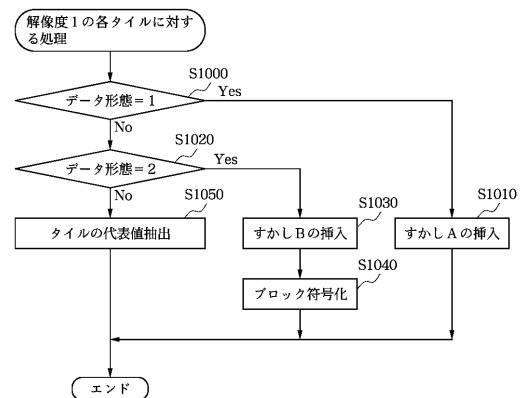 解像度1の各タイルに対す
る処理
S1000
データ形態=1
Yes
No
S1020
データ形態=2
Yes
No
S1050
タイルの代表値抽出
S1030
すかしBの挿入
S1010
すかしAの挿入
S1040
ブロック符号化
エンド